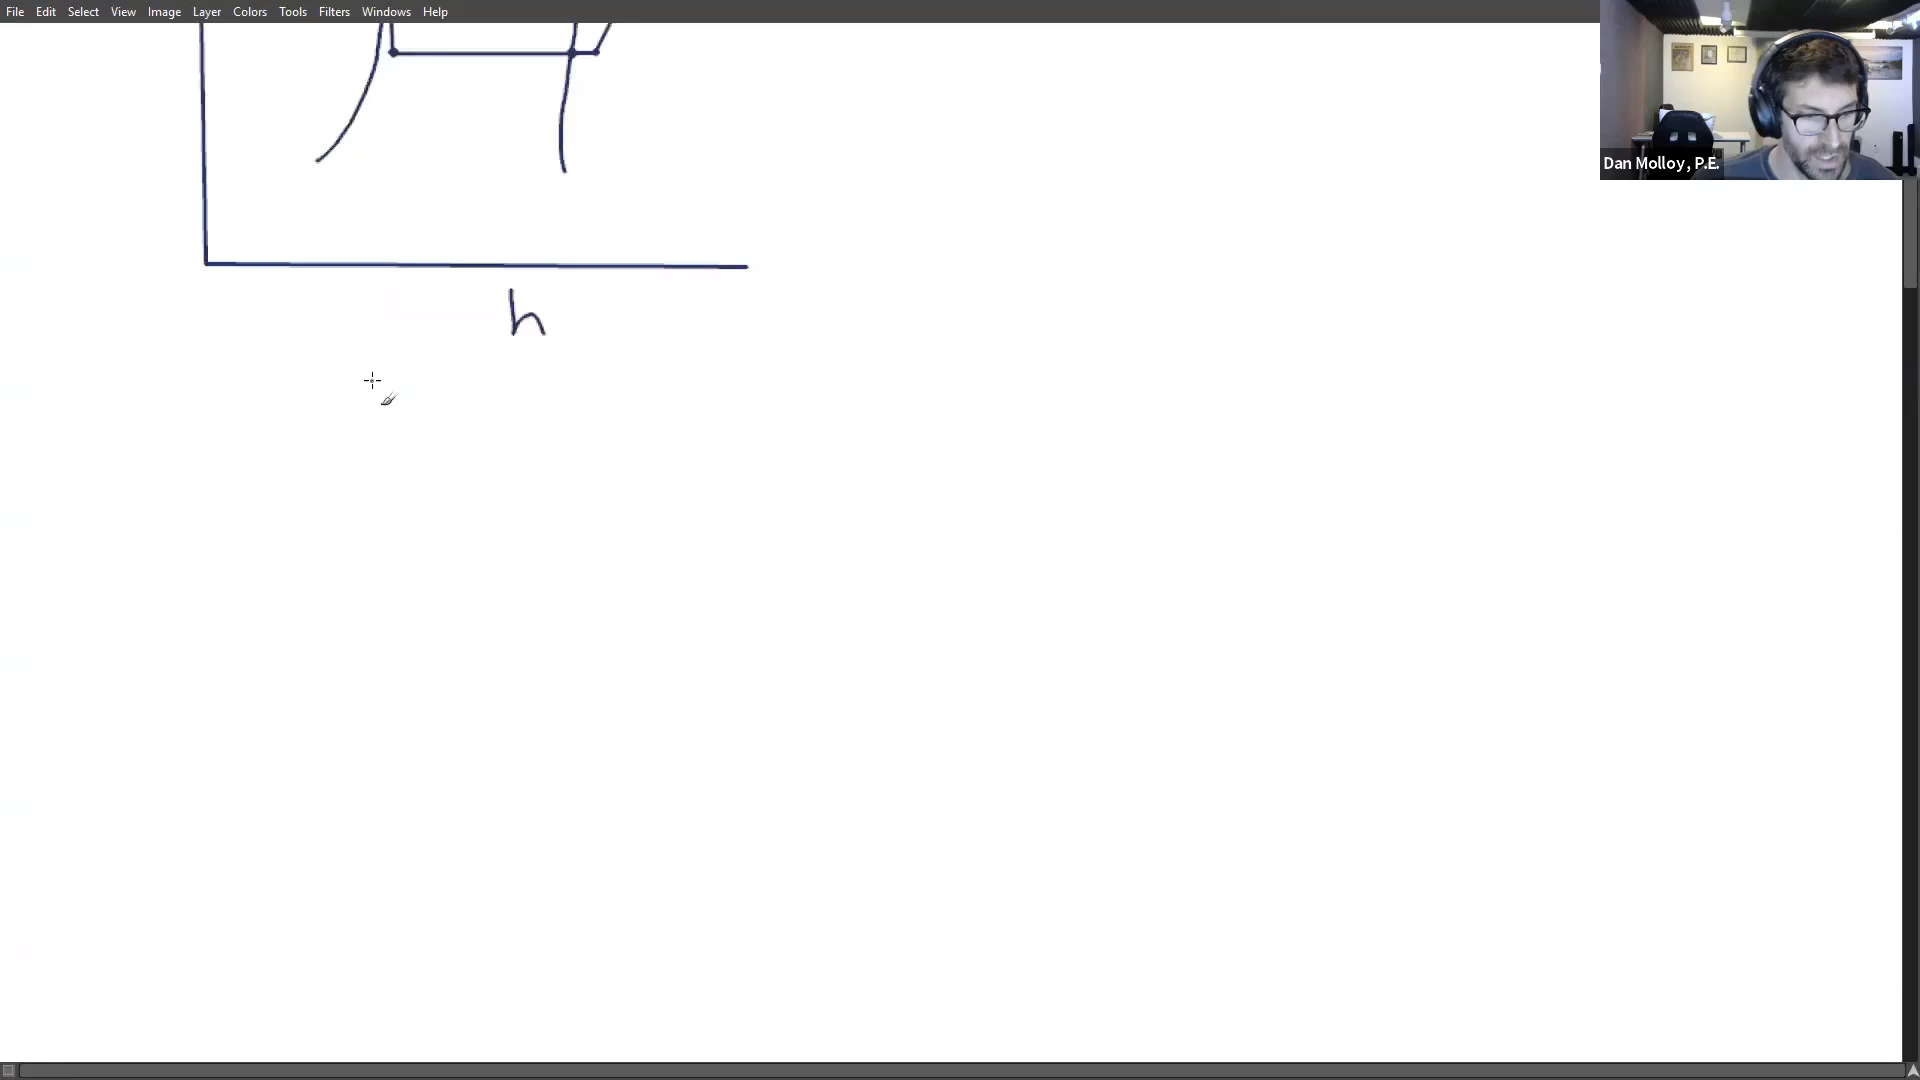 File Edit Select View Image Layer Colors Tools Filters Windows Help
Dan Molloy, P.E.
h